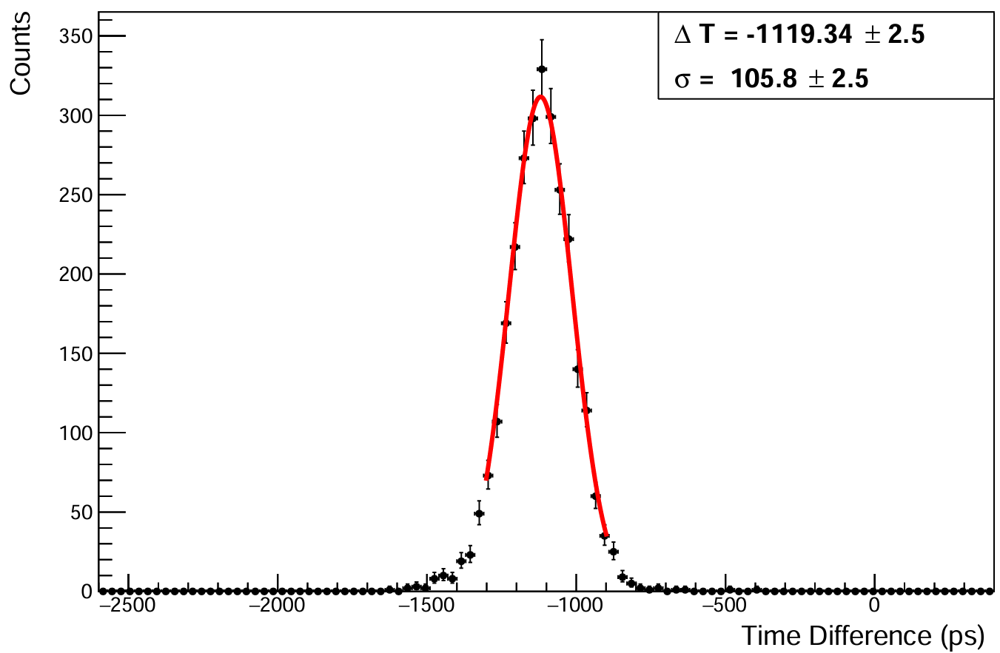 Counts
350
300
250
200
150
100
50
0
Δ T = -1119.34 ± 2.5
σ = 105.8 ± 2.5
−2500 −2000 −1500 −1000 −500 0
Time Difference (ps)